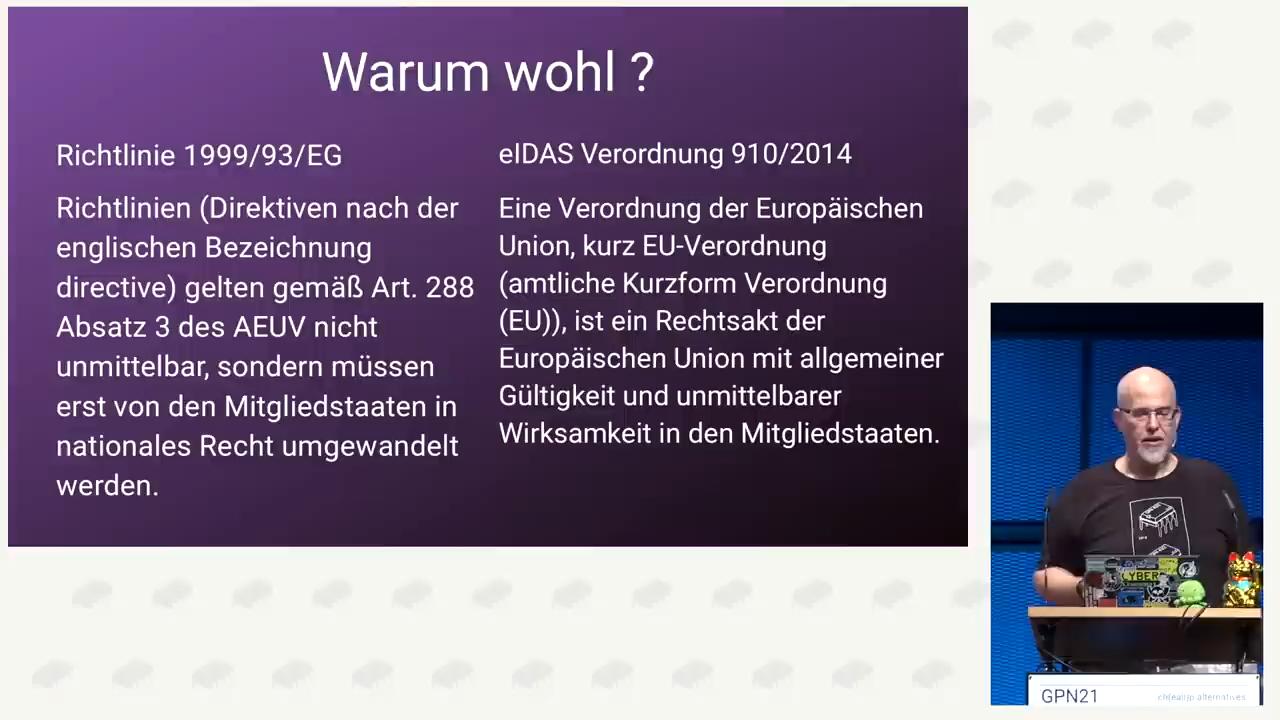 Warum wohl ?
Richtlinie 1999/93/EG
Richtlinien (Direktiven nach der
englischen Bezeichnung
directive) gelten gemäß Art. 288
Absatz 3 des AEUV nicht
unmittelbar, sondern müssen
erst von den Mitgliedstaaten in
nationales Recht umgewandelt
werden.
eIDAS Verordnung 910/2014
Eine Verordnung der Europäischen
Union, kurz EU-Verordnung
(amtliche Kurzform Verordnung
(EU)), ist ein Rechtsakt der
Europäischen Union mit allgemeiner
Gültigkeit und unmittelbarer
Wirksamkeit in den Mitgliedstaaten.
CYBER
GPN21